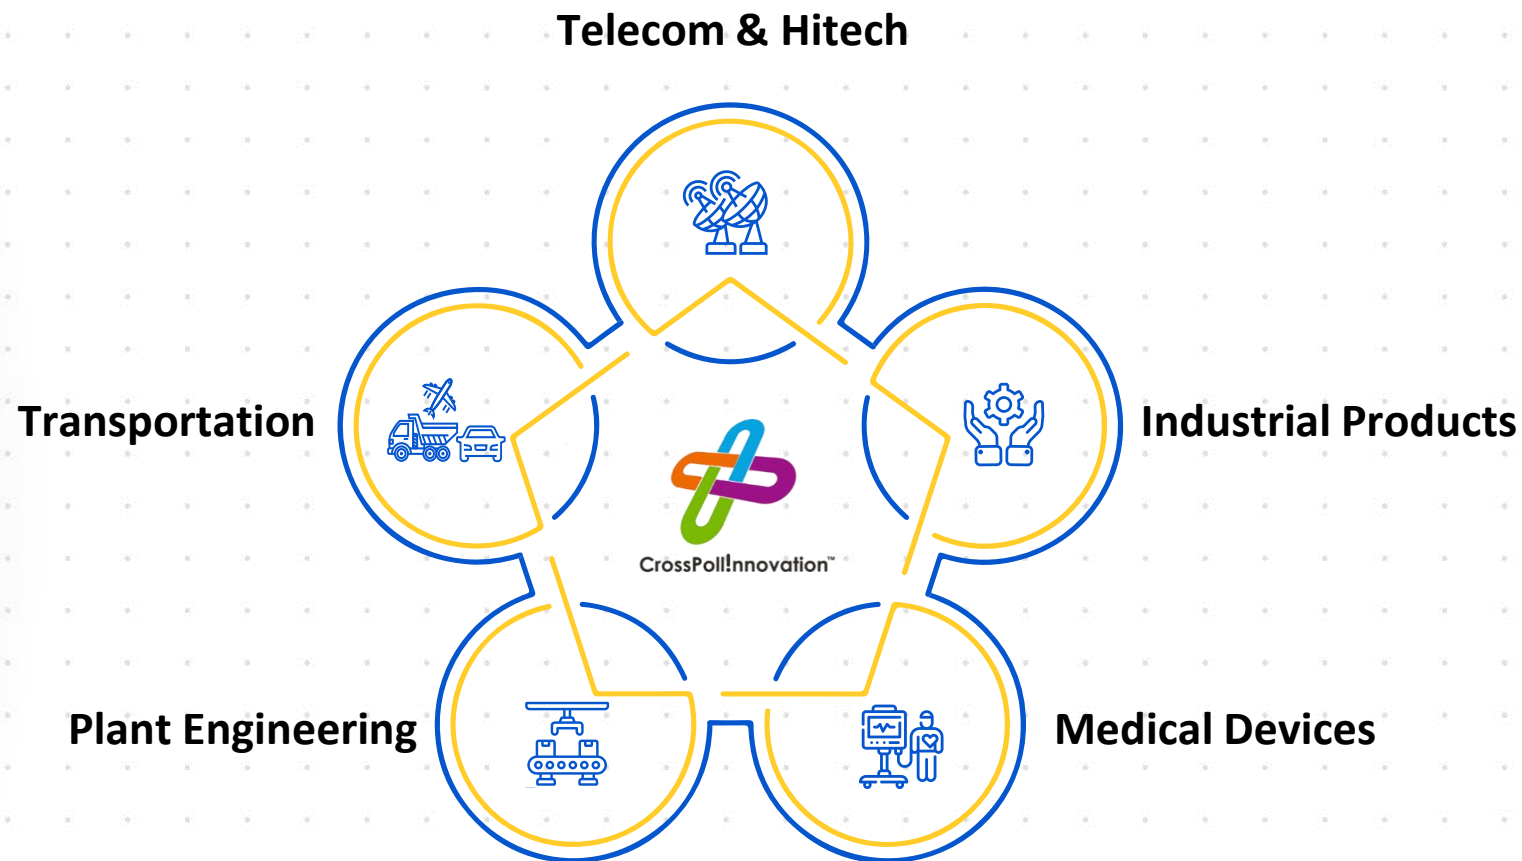 Telecom & Hitech
Transportation
Industrial Products
CrossPoll!nnovation™
Plant Engineering
Medical Devices